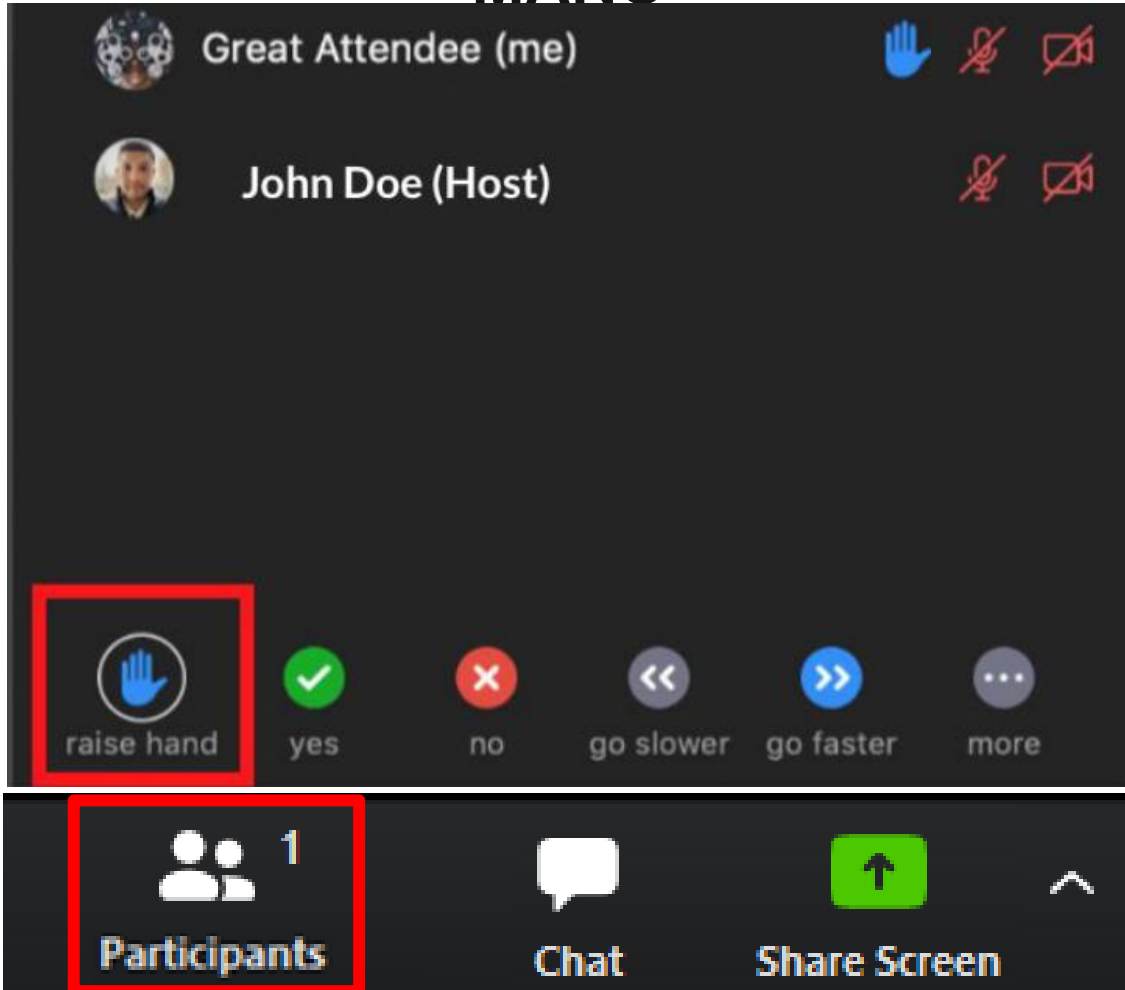 Great Attendee (me)
John Doe (Host)
raise hand yes no go slower go faster more
1
Participants Chat Share Screen